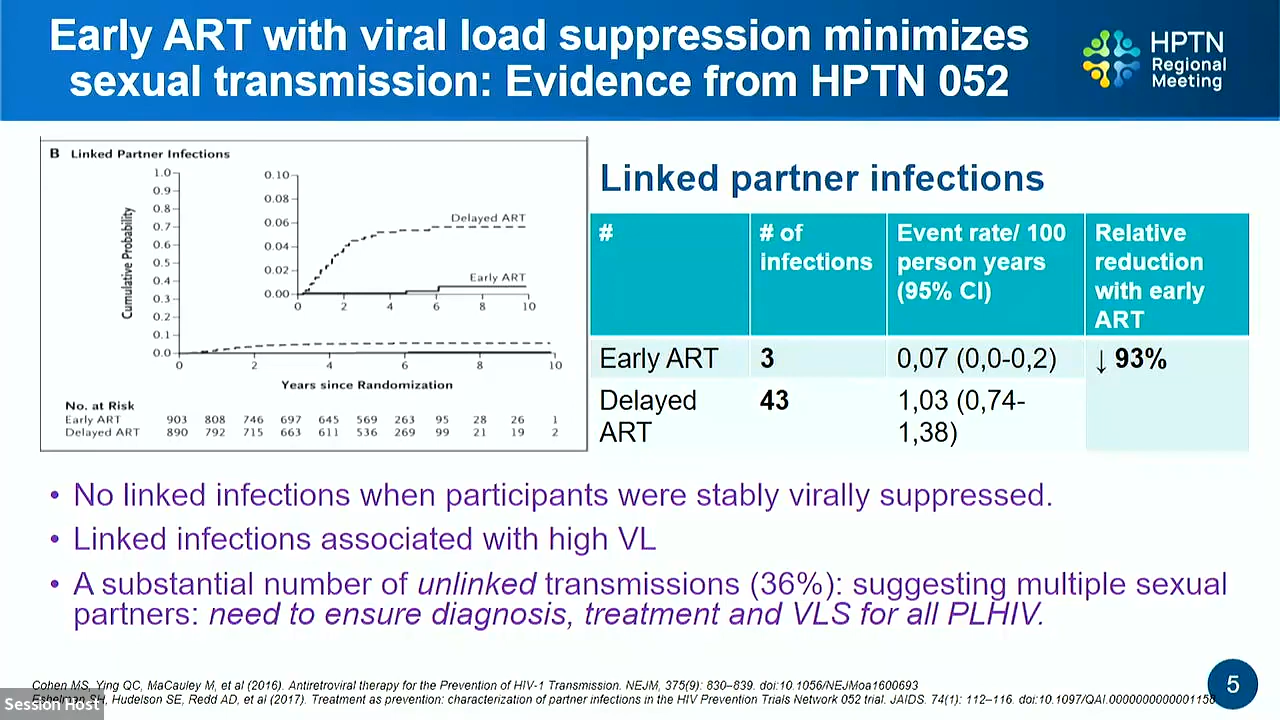 Early ART with viral load suppression minimizes
sexual transmission: Evidence from HPTN 052
HPTN
Regional
Meeting
B Linked Partner Infections
Cumulative Probability
1.0
0.9
0.8
0.7
0.6
0.5
0.4
0.3
0.2
0.1
0.0
0.10
0.08
0.06
0.04
0.02
0.00
Delayed ART
Early ART
0 2 4 6 8 10
0 2 4 6 8 10
Years since Randomization
No. at Risk
Early ART 903 808 746 697 645 569 263 95 28 26 1
Delayed ART 890 792 715 663 611 536 269 99 21 19 2
Linked partner infections
#
# of
infections
Event rate/ 100
person years
(95% CI)
Relative
reduction
with early
ART
Early ART 3 0,07 (0,0-0,2) ↓ 93%
Delayed
ART
43
1,03 (0,74-
1,38)
• No linked infections when participants were stably virally suppressed.
• Linked infections associated with high VL
• A substantial number of unlinked transmissions (36%): suggesting multiple sexual
partners: need to ensure diagnosis, treatment and VLS for all PLHIV.
Cohen MS, Ying QC, MaCauley M, et al (2016). Antiretroviral therapy for the Prevention of HIV-1 Transmission. NEJM, 375(9): 830–839. doi:10.1056/NEJMoa1600693
Eshelman SH, Hudelson SE, Redd AD, et al (2017). Treatment as prevention: characterization of partner infections in the HIV Prevention Trials Network 052 trial. JAIDS. 74(1): 112–116. doi:10.1097/QAI.0000000000001158
Session Host
5